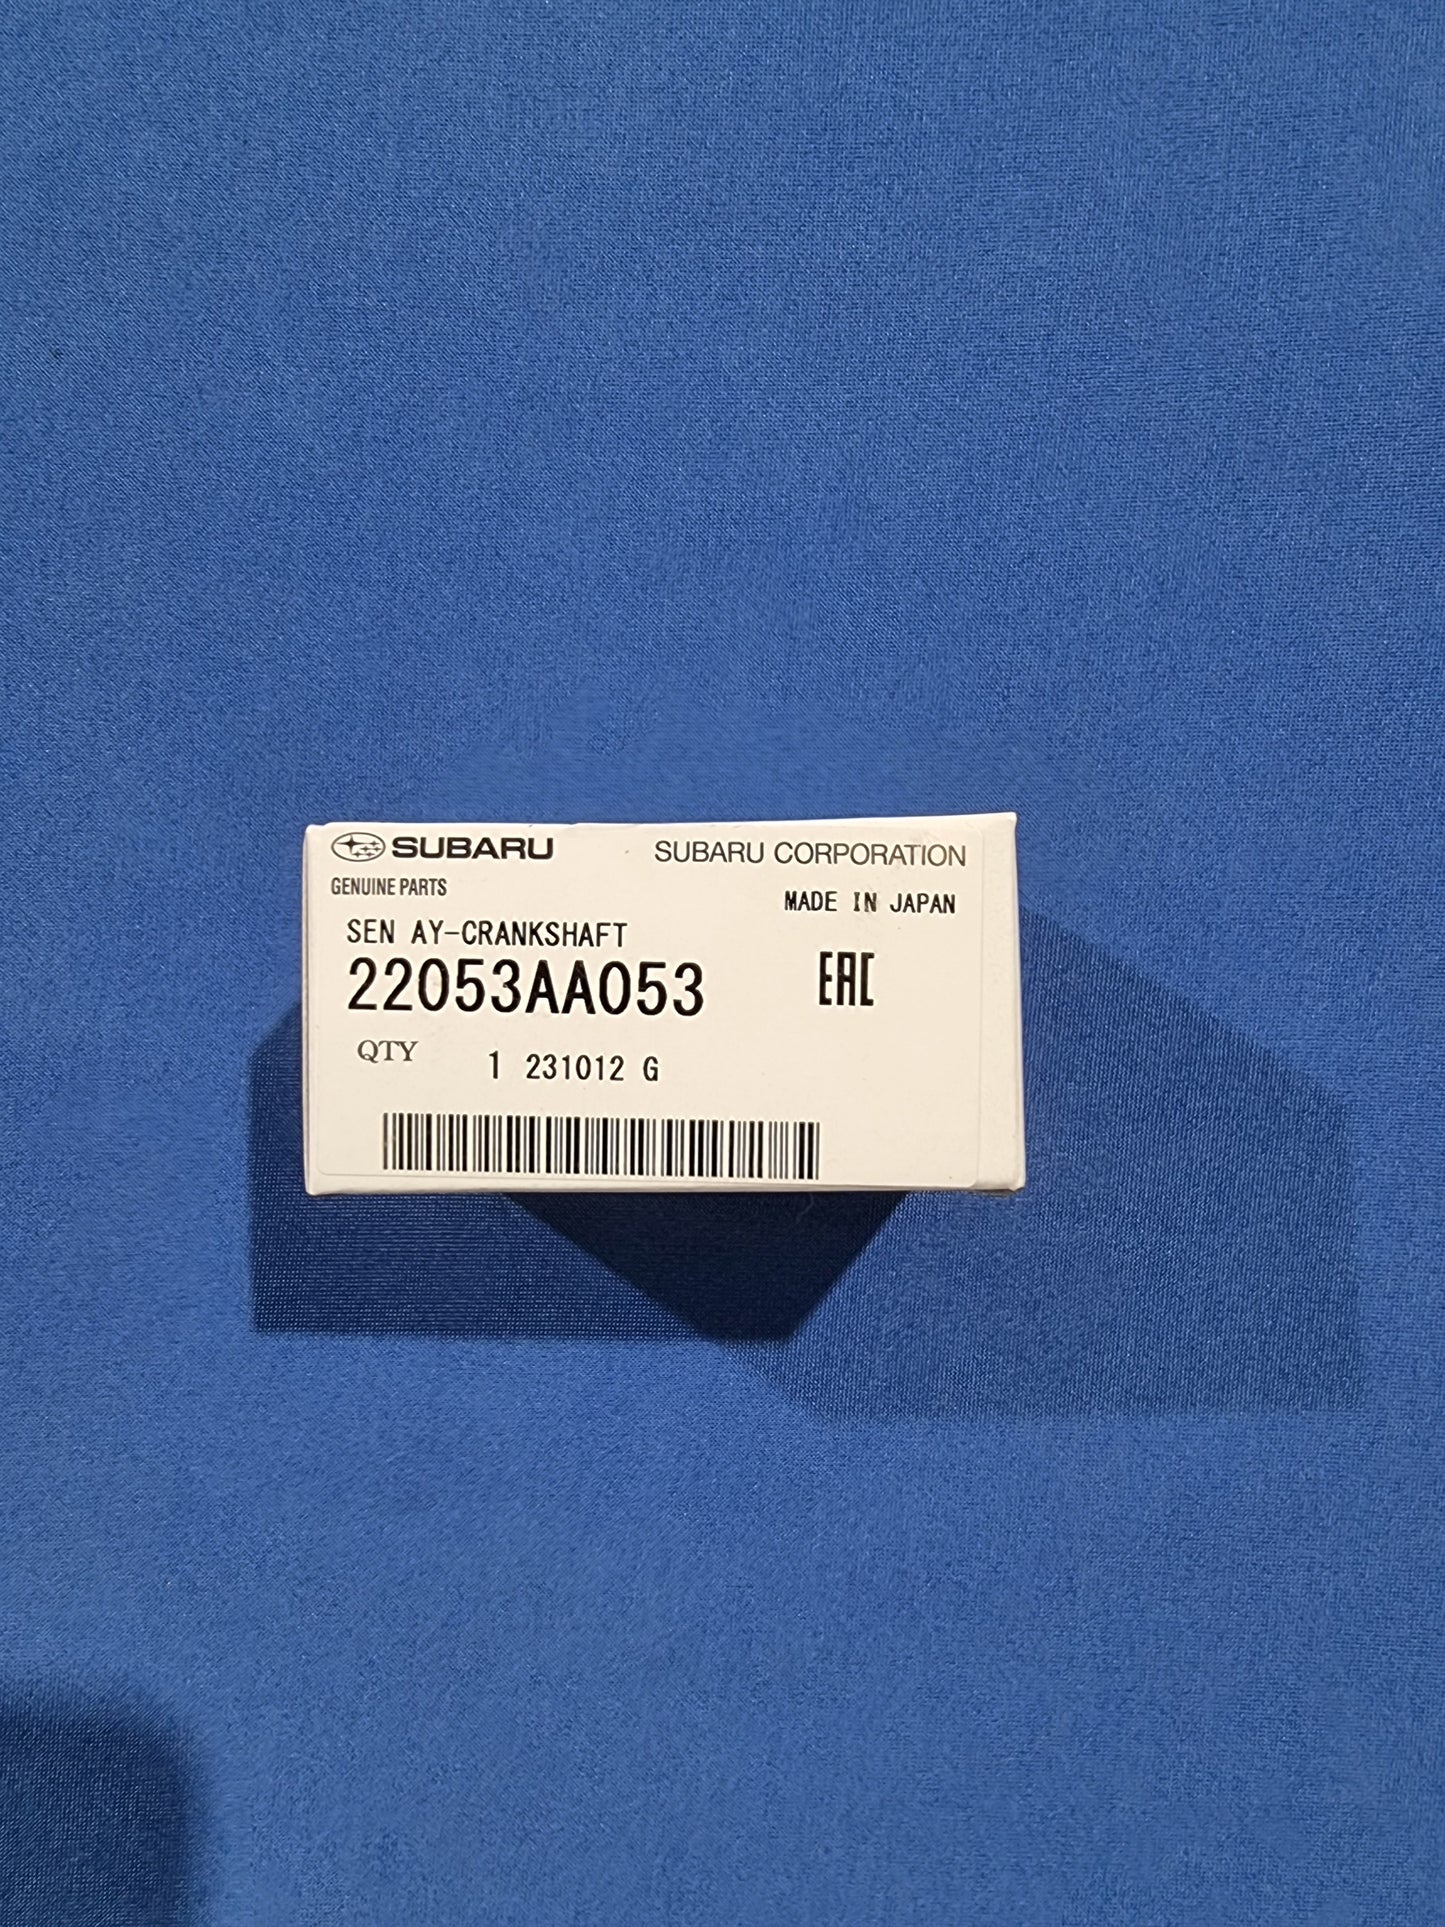 SUBARU SUBARU CORPORATION
GENUINE PARTS MADE IN JAPAN
SEN AY-CRANKSHAFT
22053AA053 EAC
QTY 1 231012 G